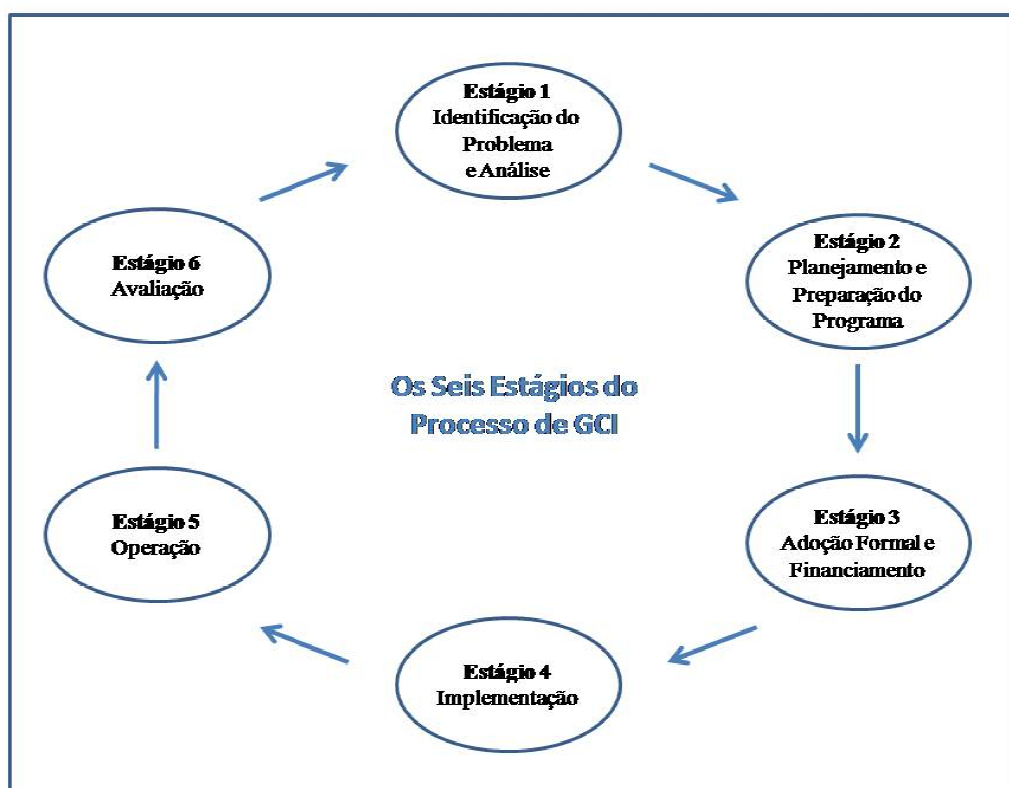 Estágio 1
Identificação do
Problema
e Análise
Estágio 2
Planejamento e
Preparação do
Programa
Estágio 3
Adoção Formal e
Financiamento
Estágio 4
Implementação
Estágio 5
Operação
Estágio 6
Avaliação
Os Seis Estágios do
Processo de GCI